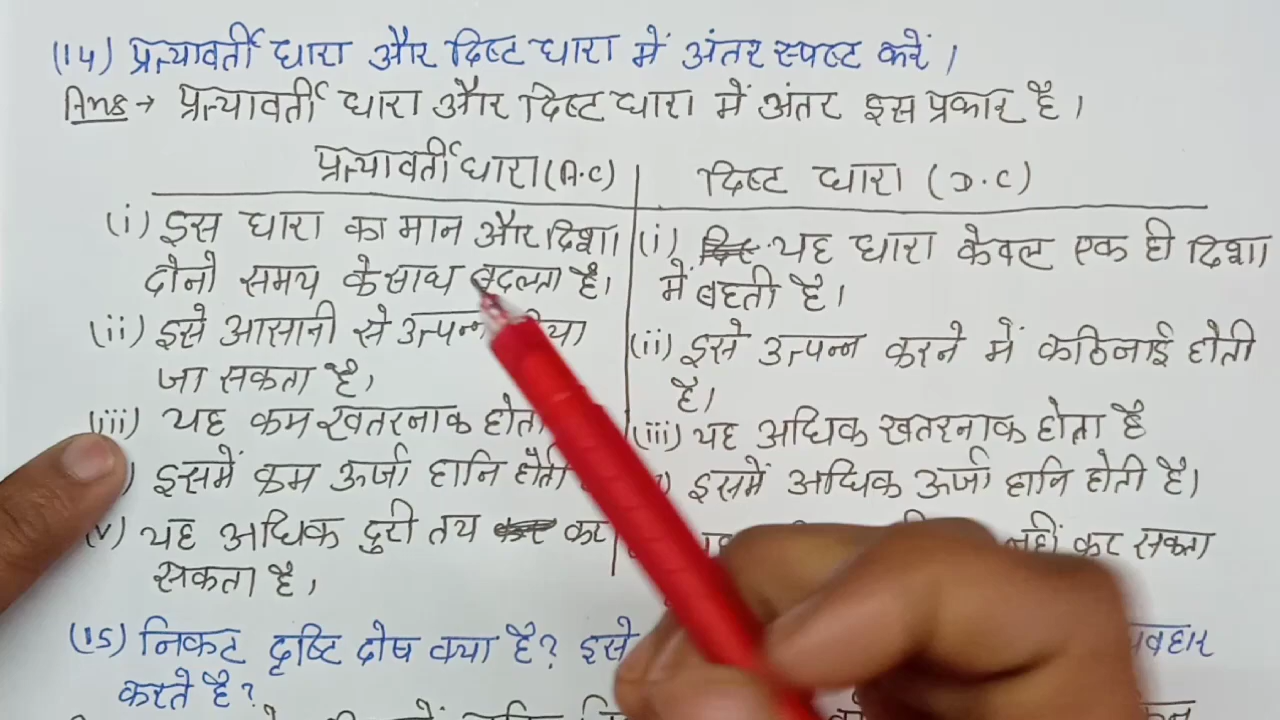 (14) प्रत्यावर्ती धारा और दिष्ट धारा में अंतर स्पष्ट करें।
Ans→ प्रत्यावर्ती धारा और दिष्ट धारा में अंतर इस प्रकार है।
प्रत्यावर्ती धारा (A.C)
(i) इस धारा का मान और दिशा
दोनो समय के साथ बदलता है।
(ii) इसे आसानी से उत्पन्न
जा सकता है।
(iii) यह कम खतरनाक
इसमें कम ऊर्जा हानि होती
(v) यह अधिक दुरी तय कर
सकता है।
दिष्ट धारा (D.C)
(i) यह धारा केवल एक ही दिशा
में बहती है।
(ii) इसे उत्पन्न करने में कठिनाई होती
है।
(iii) यह अधिक खतरनाक होता है
इसमें अधिक ऊर्जा हानि होती है।
नहीं कर सकता
(15) निकट दृष्टि दोष क्या है? इसे
करते है?